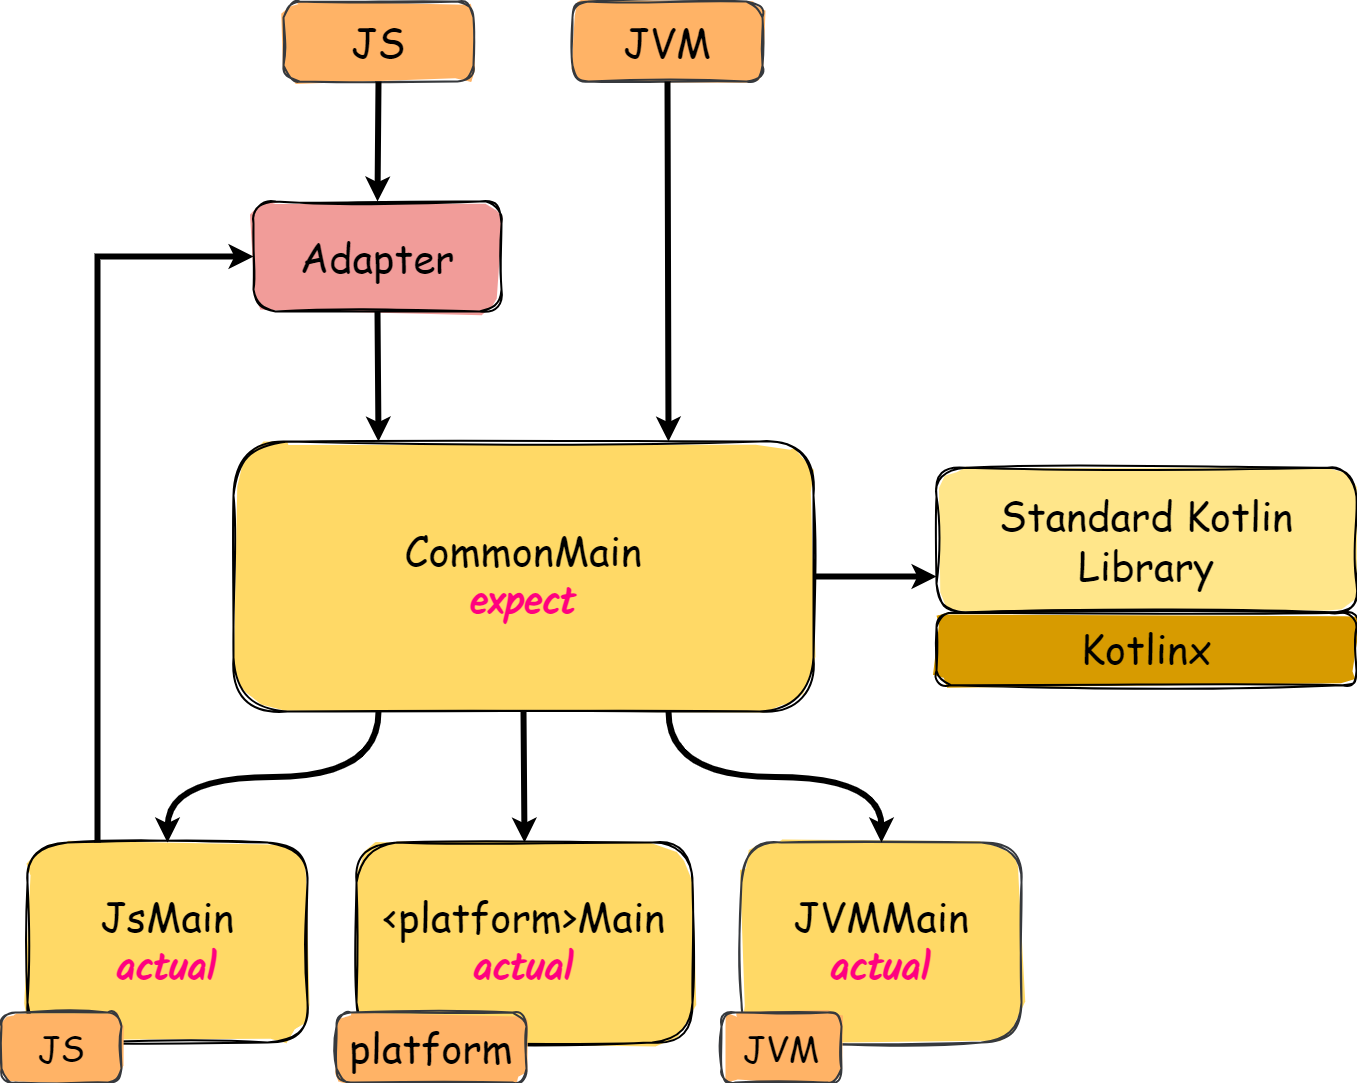 JS
JVM
Adapter
CommonMain
expect
Standard Kotlin
Library
Kotlinx
JsMain
actual
<platform>Main
actual
JVMMain
actual
JS
platform
JVM